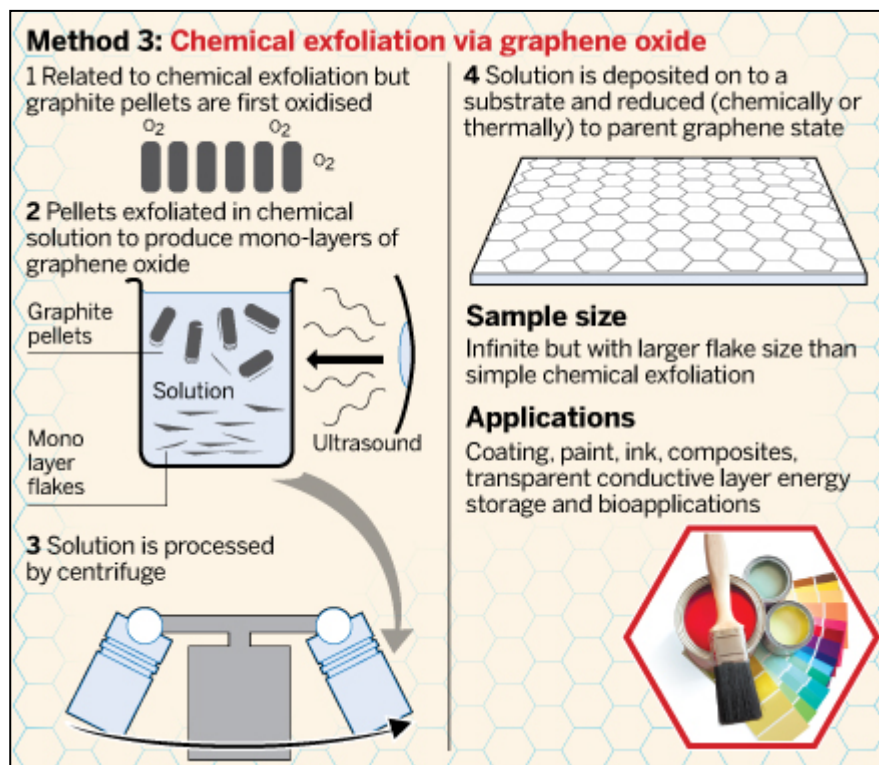 Method 3: Chemical exfoliation via graphene oxide
1 Related to chemical exfoliation but
graphite pellets are first oxidised
O₂
O₂
O₂
2 Pellets exfoliated in chemical
solution to produce mono-layers of
graphene oxide
Graphite
pellets
Solution
Mono
layer
flakes
Ultrasound
3 Solution is processed
by centrifuge
4 Solution is deposited on to a
substrate and reduced (chemically or
thermally) to parent graphene state
Sample size
Infinite but with larger flake size than
simple chemical exfoliation
Applications
Coating, paint, ink, composites,
transparent conductive layer energy
storage and bioapplications